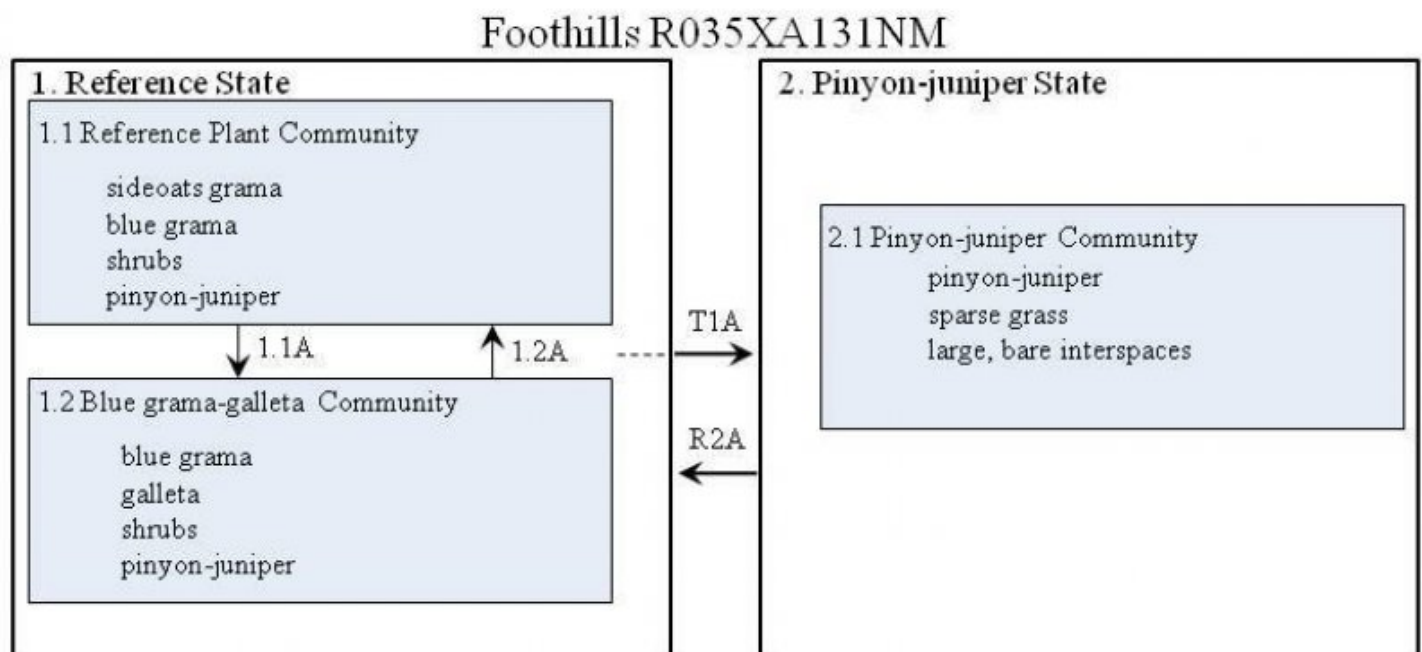 Foothills R035XA131NM
1. Reference State
1.1 Reference Plant Community
sideoats grama
blue grama
shrubs
pinyon-juniper
1.1A
1.2A
1.2 Blue grama-galleta Community
blue grama
galleta
shrubs
pinyon-juniper
T1A
R2A
2. Pinyon-juniper State
2.1 Pinyon-juniper Community
pinyon-juniper
sparse grass
large, bare interspaces